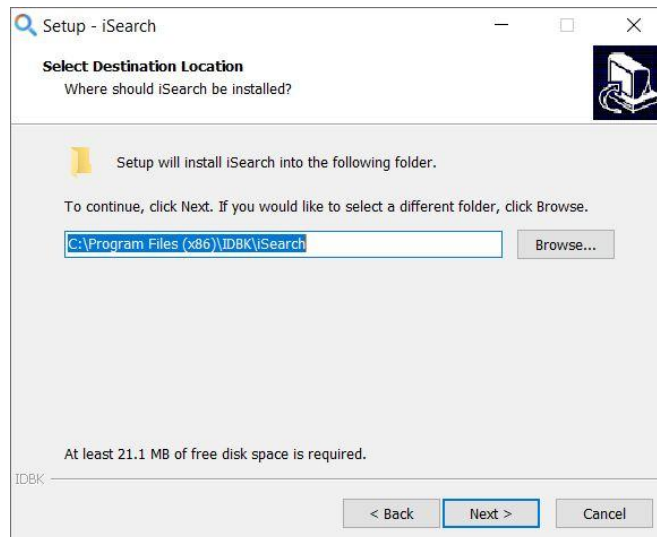 Setup - iSearch
Select Destination Location
Where should iSearch be installed?
Setup will install iSearch into the following folder.
To continue, click Next. If you would like to select a different folder, click Browse.
C:\Program Files (x86)\IDBK\iSearch
Browse...
At least 21.1 MB of free disk space is required.
IDBK
< Back
Next >
Cancel